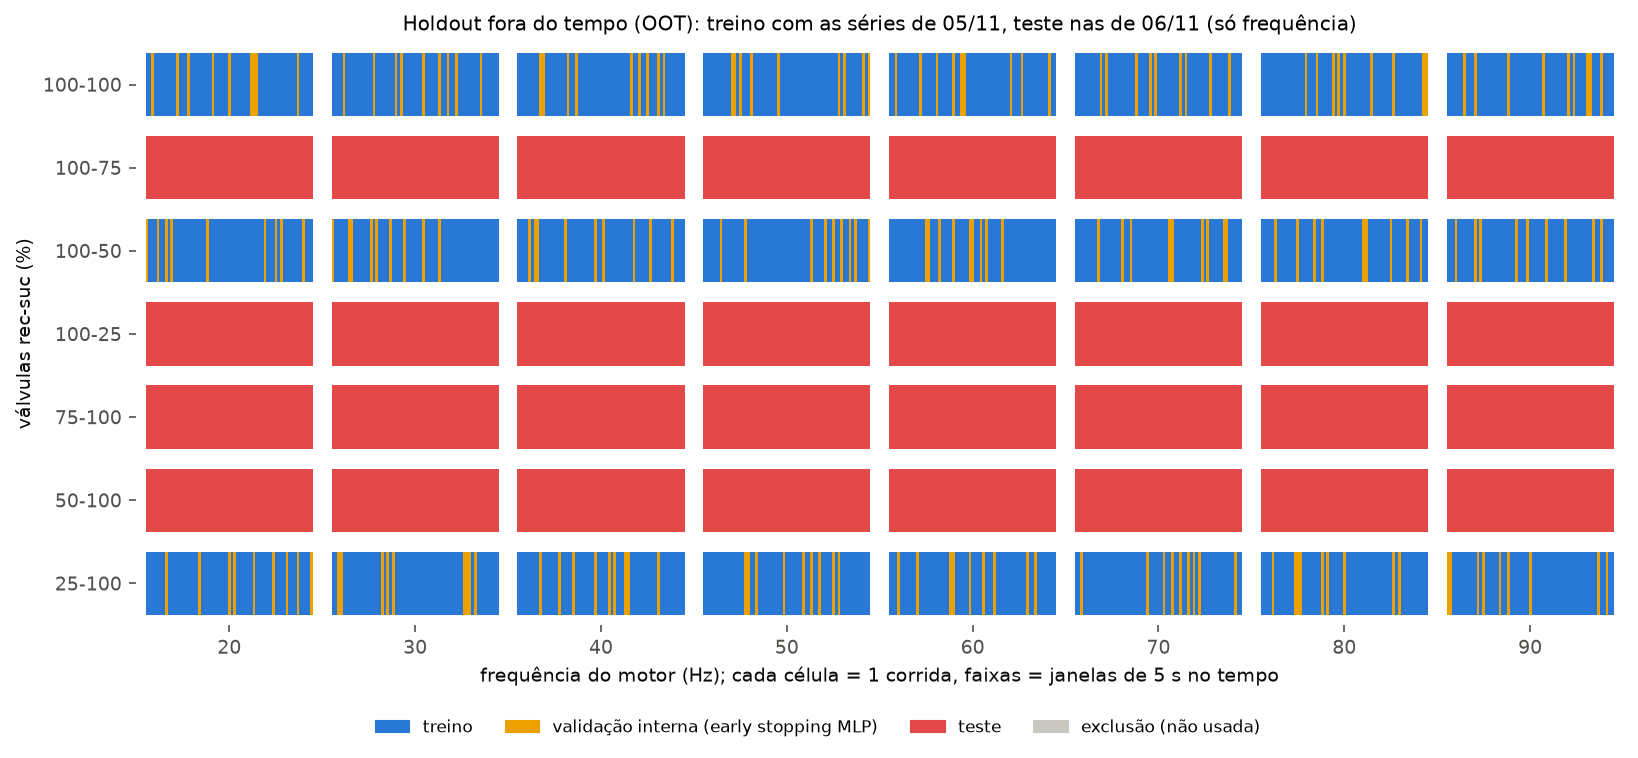 Holdout fora do tempo (OOT): treino com as séries de 05/11, teste nas de 06/11 (só frequência)
válvulas rec-suc (%)
100-100
100-75
100-50
100-25
75-100
50-100
25-100
20 30 40 50 60 70 80 90
frequência do motor (Hz); cada célula = 1 corrida, faixas = janelas de 5 s no tempo
treino validação interna (early stopping MLP) teste exclusão (não usada)